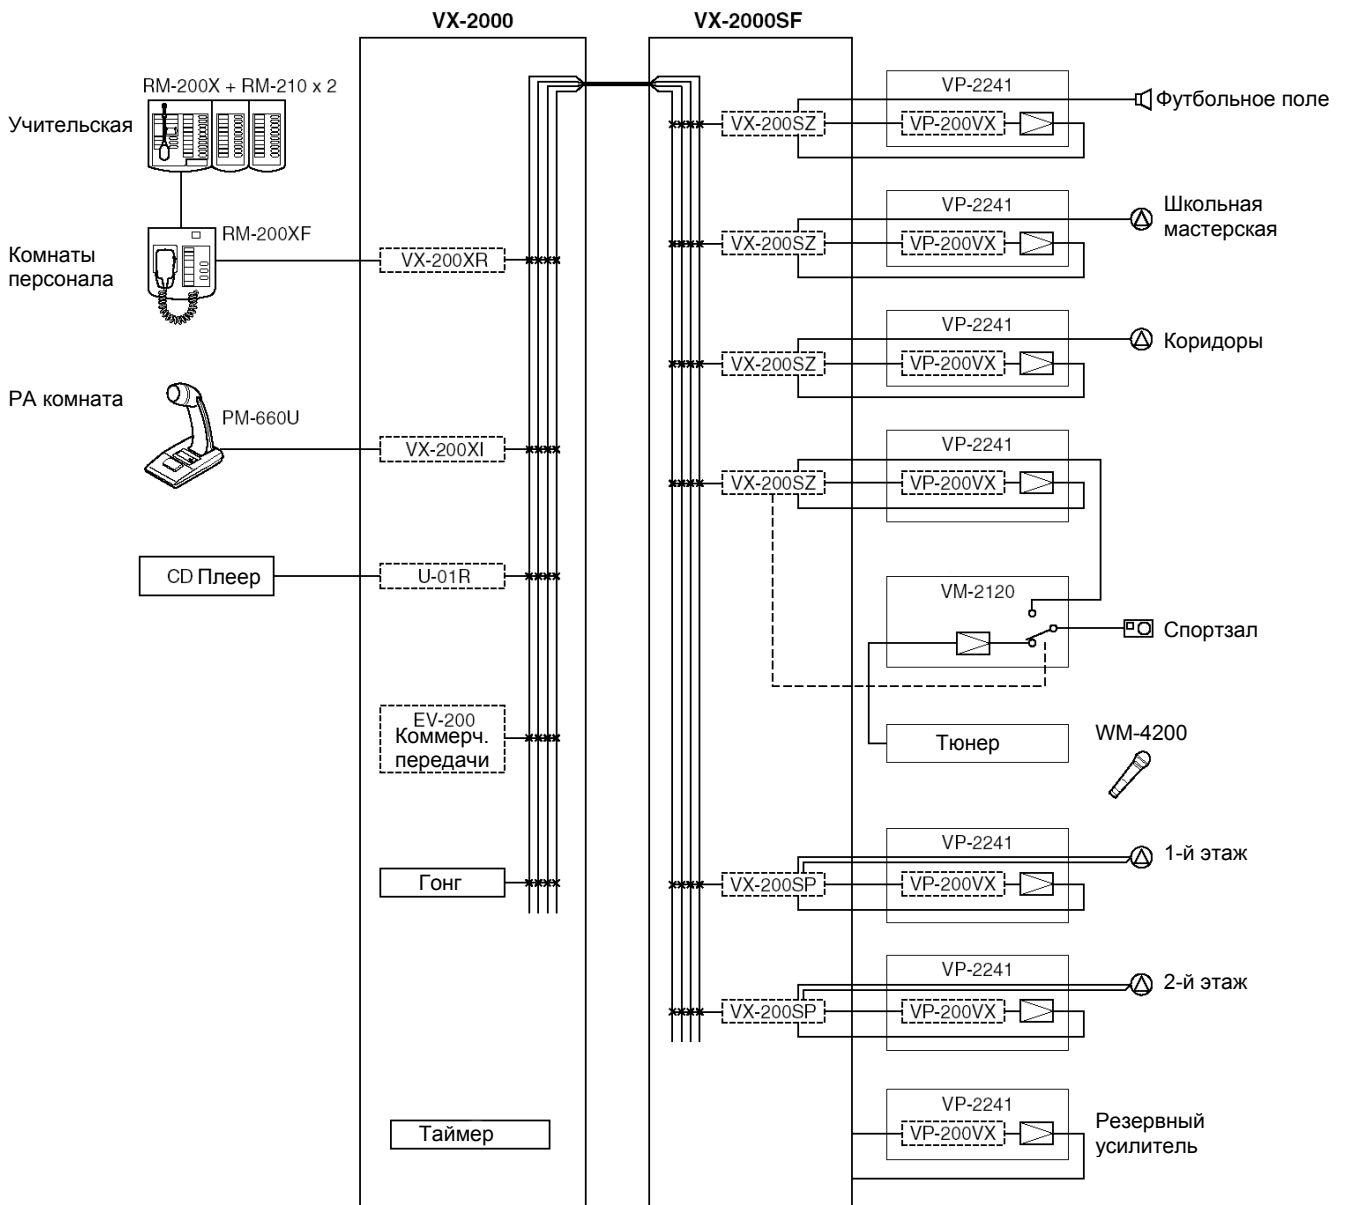 VX-2000
VX-2000SF
RM-200X + RM-210 x 2
Учительская
RM-200XF
Комнаты
персонала
VX-200XR
РА комната
PM-660U
VX-200XI
CD Плеер
U-01R
EV-200
Коммерч.
передачи
Гонг
Таймер
VP-2241
VX-200SZ
VP-200VX
Футбольное поле
VP-2241
VX-200SZ
VP-200VX
Школьная
мастерская
VP-2241
VX-200SZ
VP-200VX
Коридоры
VP-2241
VX-200SZ
VP-200VX
VM-2120
Спортзал
Тюнер
WM-4200
VP-2241
VX-200SP
VP-200VX
1-й этаж
VP-2241
VX-200SP
VP-200VX
2-й этаж
VP-2241
VP-200VX
Резервный
усилитель